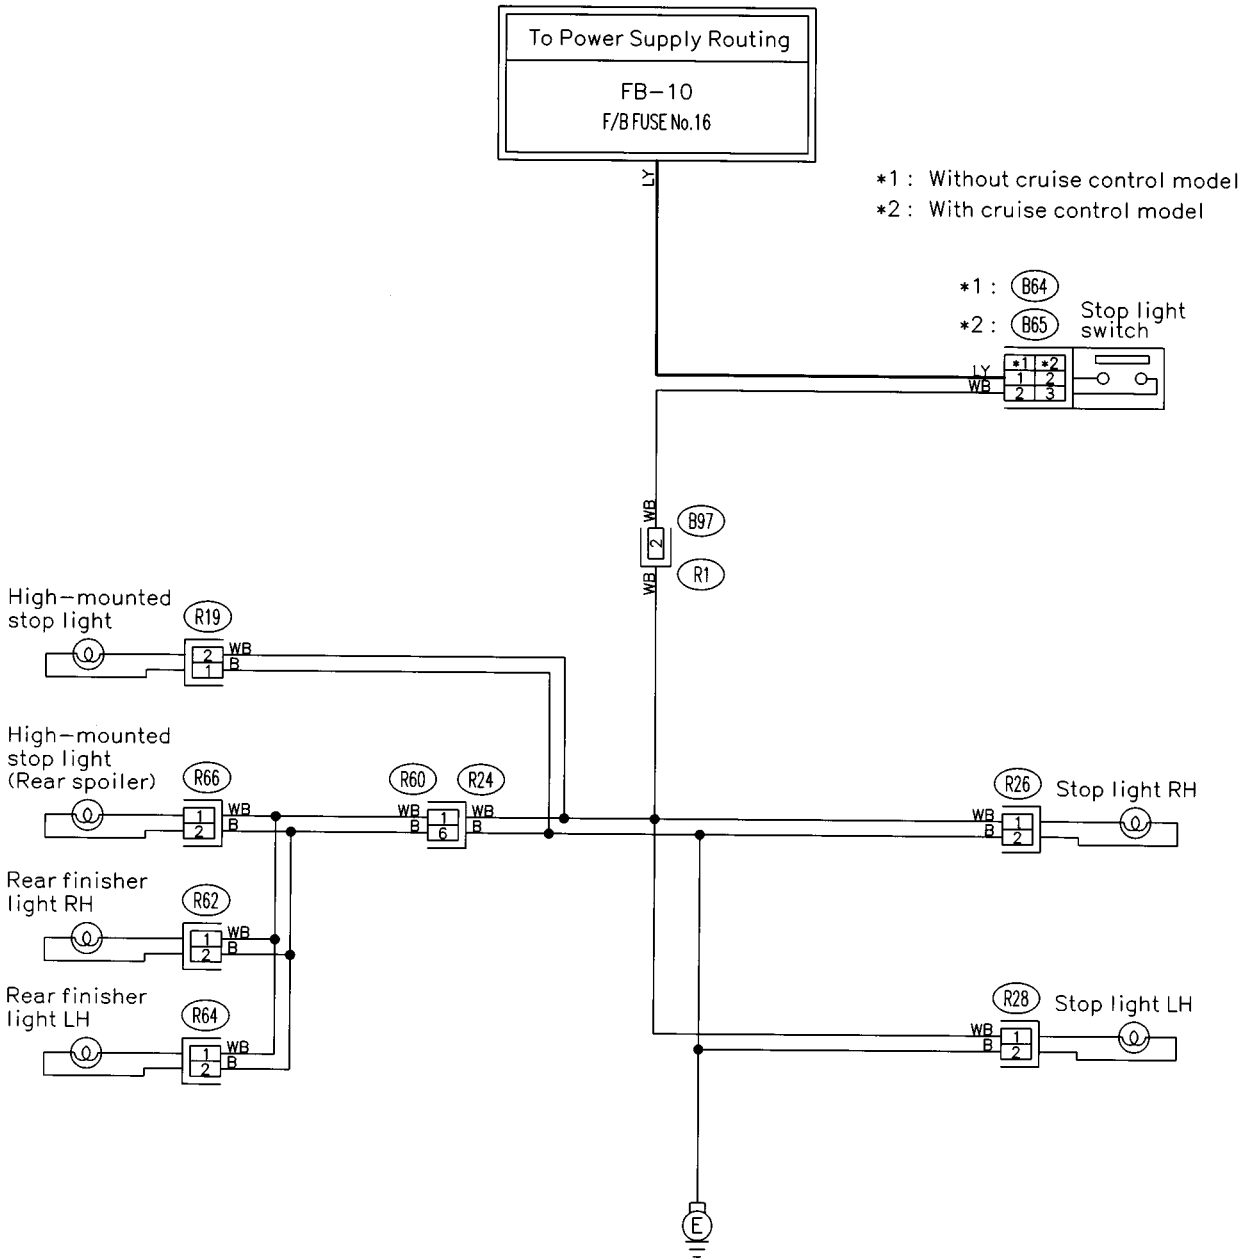 To Power Supply Routing
FB-10
F/B FUSE No.16
LY
*1 : Without cruise control model
*2 : With cruise control model
*1 : B64
*2 : B65
Stop light
switch
*1 *2
LY 1 2
WB 2 3
WB
B97
2
WB
R1
High-mounted
stop light
R19
2 WB
1 B
High-mounted
stop light
(Rear spoiler)
R66
1 WB
2 B
R60 R24
WB 1 WB
B 6 B
R26
Stop light RH
WB 1
B 2
Rear finisher
light RH
R62
1 WB
2 B
Rear finisher
light LH
R64
1 WB
2 B
R28
Stop light LH
WB 1
B 2
E